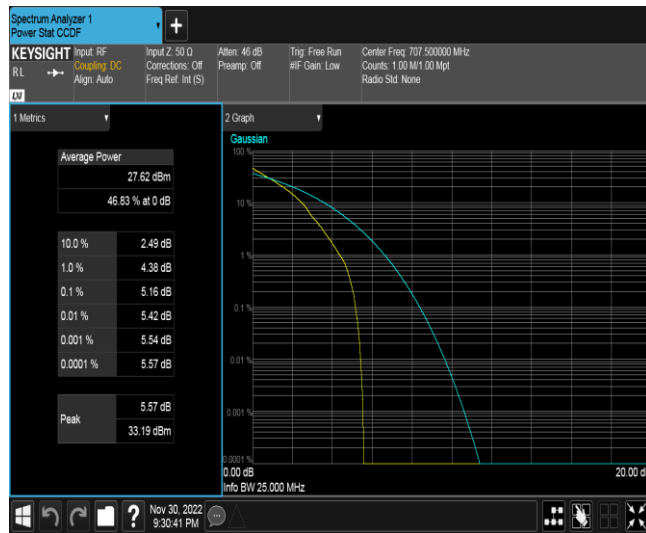 Spectrum Analyzer 1
Power Stat CCDF
+
KEYSIGHT
RL
LXI
Input: RF
Coupling: DC
Align: Auto
Input Z: 50 Ω
Corrections: Off
Freq Ref: Int (S)
Atten: 46 dB
Preamp: Off
Trig: Free Run
#IF Gain: Low
Center Freq: 707.500000 MHz
Counts: 1.00 M/1.00 Mpt
Radio Std: None
1 Metrics
Average Power
27.62 dBm
46.83 % at 0 dB
10.0 % 2.49 dB
1.0 % 4.38 dB
0.1 % 5.16 dB
0.01 % 5.42 dB
0.001 % 5.54 dB
0.0001 % 5.57 dB
Peak
5.57 dB
33.19 dBm
2 Graph
Gaussian
100 %
10 %
1 %
0.1 %
0.01 %
0.001 %
0.0001 %
0.00 dB
20.00 d
Info BW 25.000 MHz
?
Nov 30, 2022
9:30:41 PM